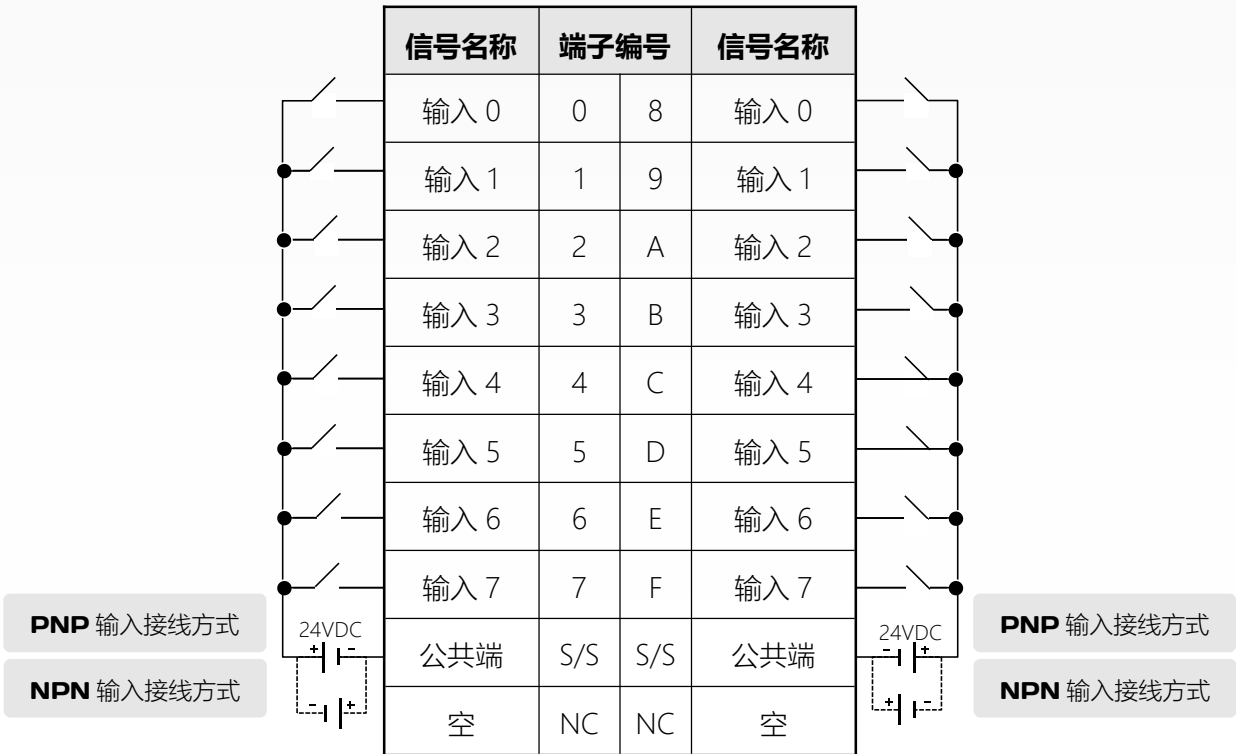 信号名称 端子编号 信号名称
输入 0 0 8 输入 0
输入 1 1 9 输入 1
输入 2 2 A 输入 2
输入 3 3 B 输入 3
输入 4 4 C 输入 4
输入 5 5 D 输入 5
输入 6 6 E 输入 6
输入 7 7 F 输入 7
PNP 输入接线方式 24VDC 公共端 S/S S/S 公共端 24VDC PNP 输入接线方式
+ - - +
NPN 输入接线方式 空 NC NC 空 NPN 输入接线方式
- + + -